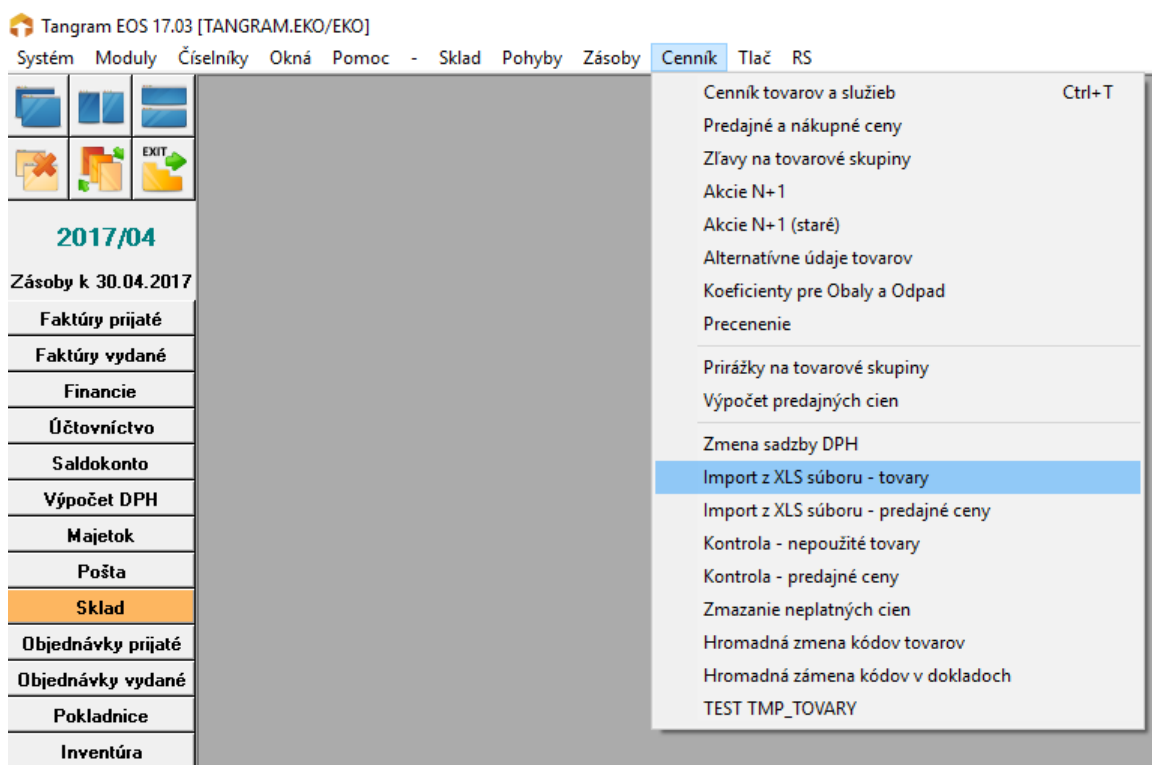 Tangram EOS 17.03 [TANGRAM.EKO/EKO]
Systém Moduly Číselníky Okná Pomoc - Sklad Pohyby Zásoby Cenník Tlač RS
EXIT
2017/04
Zásoby k 30.04.2017
Faktúry prijaté
Faktúry vydané
Financie
Účtovníctvo
Saldokonto
Výpočet DPH
Majetok
Pošta
Sklad
Objednávky prijaté
Objednávky vydané
Pokladnice
Inventúra
Cenník tovarov a služieb Ctrl+T
Predajné a nákupné ceny
Zľavy na tovarové skupiny
Akcie N+1
Akcie N+1 (staré)
Alternatívne údaje tovarov
Koeficienty pre Obaly a Odpad
Precenenie
Prirážky na tovarové skupiny
Výpočet predajných cien
Zmena sadzby DPH
Import z XLS súboru - tovary
Import z XLS súboru - predajné ceny
Kontrola - nepoužité tovary
Kontrola - predajné ceny
Zmazanie neplatných cien
Hromadná zmena kódov tovarov
Hromadná zámena kódov v dokladoch
TEST TMP_TOVARY